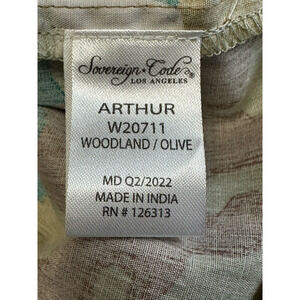 Sovereign Code
LOS ANGELES
ARTHUR
W20711
WOODLAND / OLIVE
MD Q2/2022
MADE IN INDIA
RN # 126313